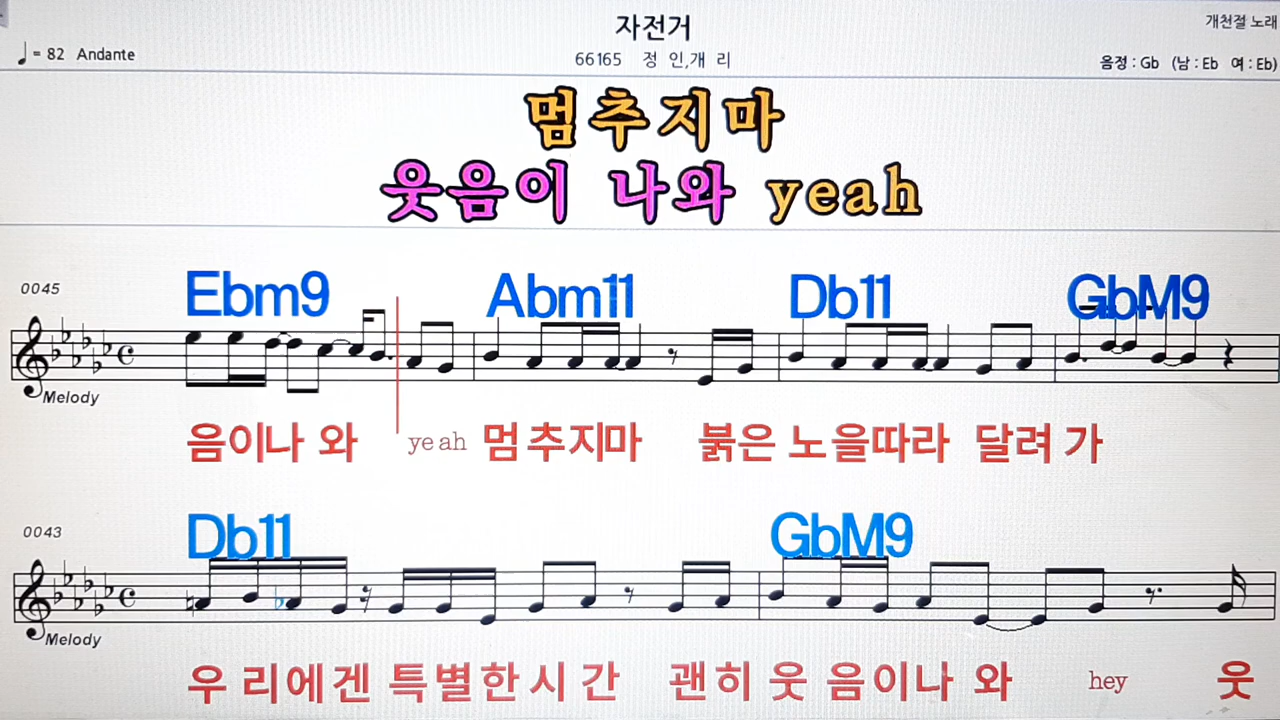 자전거
개천절 노래
♩ = 82 Andante
66165 정 인,개 리
음정 : Gb (남 : Eb 여 : Eb)
멈추지마
웃음이 나와 yeah
0045
Ebm9 Abm11 Db11 GbM9
Melody
음이나 와 yeah 멈 추지마 붉은 노을따라 달려 가
0043
Db11 GbM9
Melody
우 리에겐 특별한 시 간 괜히 웃 음이나 와 hey 웃